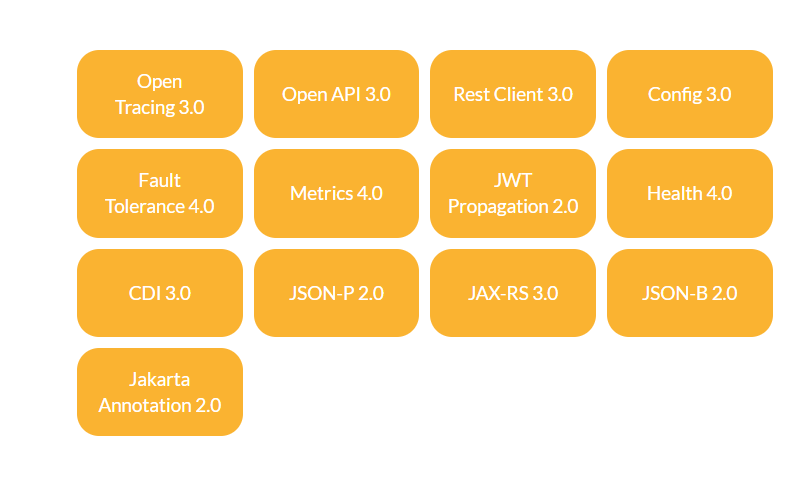 Open
Tracing 3.0
Open API 3.0
Rest Client 3.0
Config 3.0
Fault
Tolerance 4.0
Metrics 4.0
JWT
Propagation 2.0
Health 4.0
CDI 3.0
JSON-P 2.0
JAX-RS 3.0
JSON-B 2.0
Jakarta
Annotation 2.0